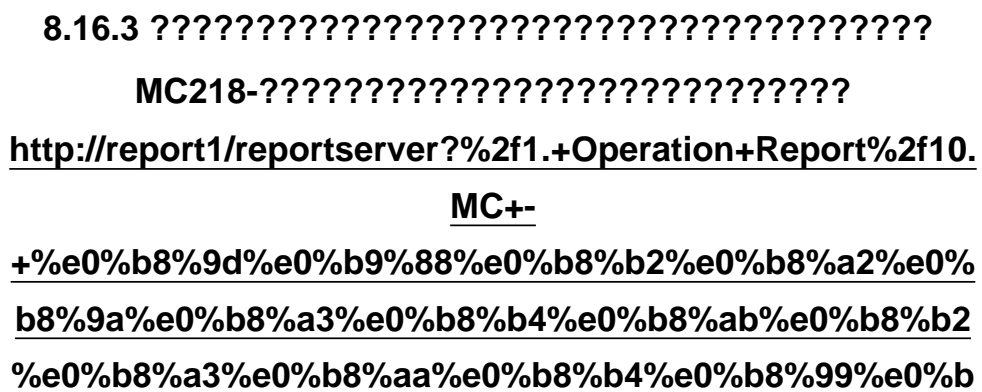 8.16.3 ?????????????????????????????????????
MC218-????????????????????????????
http://report1/reportserver?%2f1.+Operation+Report%2f10.
MC+-
+%e0%b8%9d%e0%b9%88%e0%b8%b2%e0%b8%a2%e0%
b8%9a%e0%b8%a3%e0%b8%b4%e0%b8%ab%e0%b8%b2
%e0%b8%a3%e0%b8%aa%e0%b8%b4%e0%b8%99%e0%b